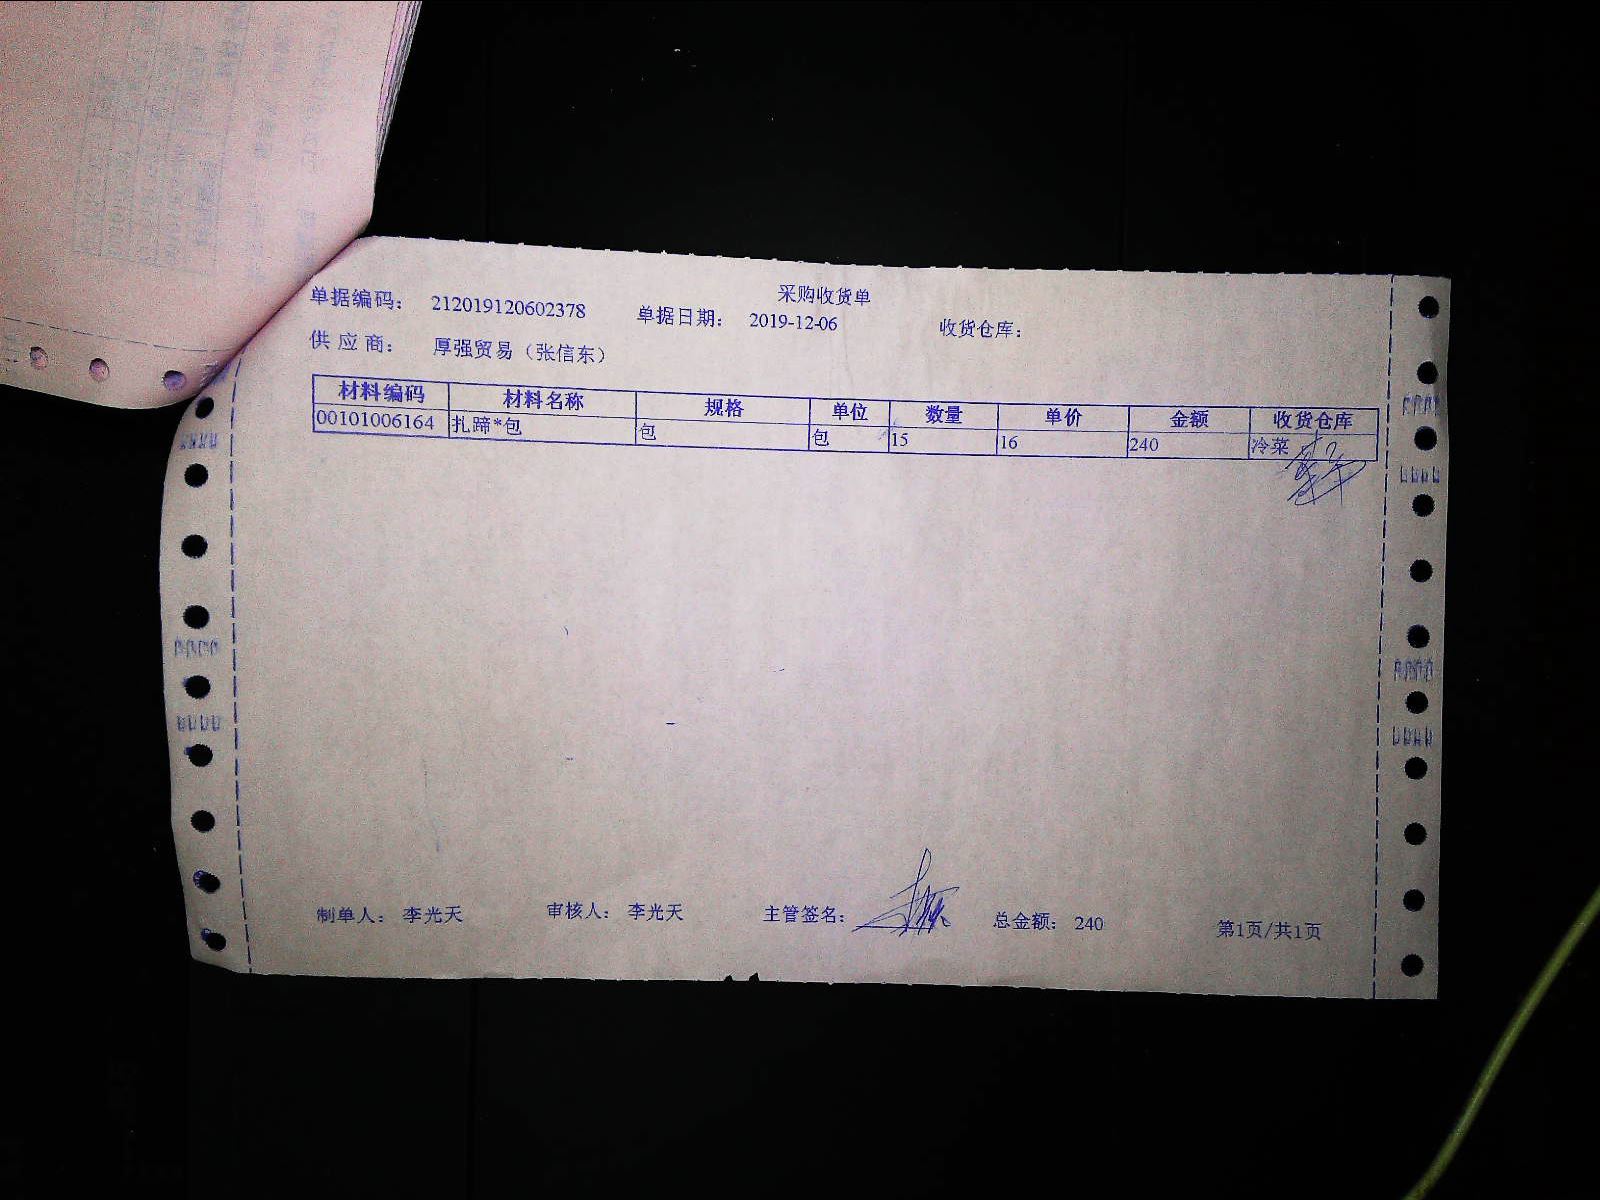 采购收货单
单据编码： 212019120602378 单据日期： 2019-12-06 收货仓库：
供 应 商： 厚强贸易（张信东）
材料编码 材料名称 规格 单位 数量 单价 金额 收货仓库
00101006164 扎蹄*包 包 包 15 16 240 冷菜
制单人： 李光天 审核人： 李光天 主管签名： 总金额： 240 第1页/共1页